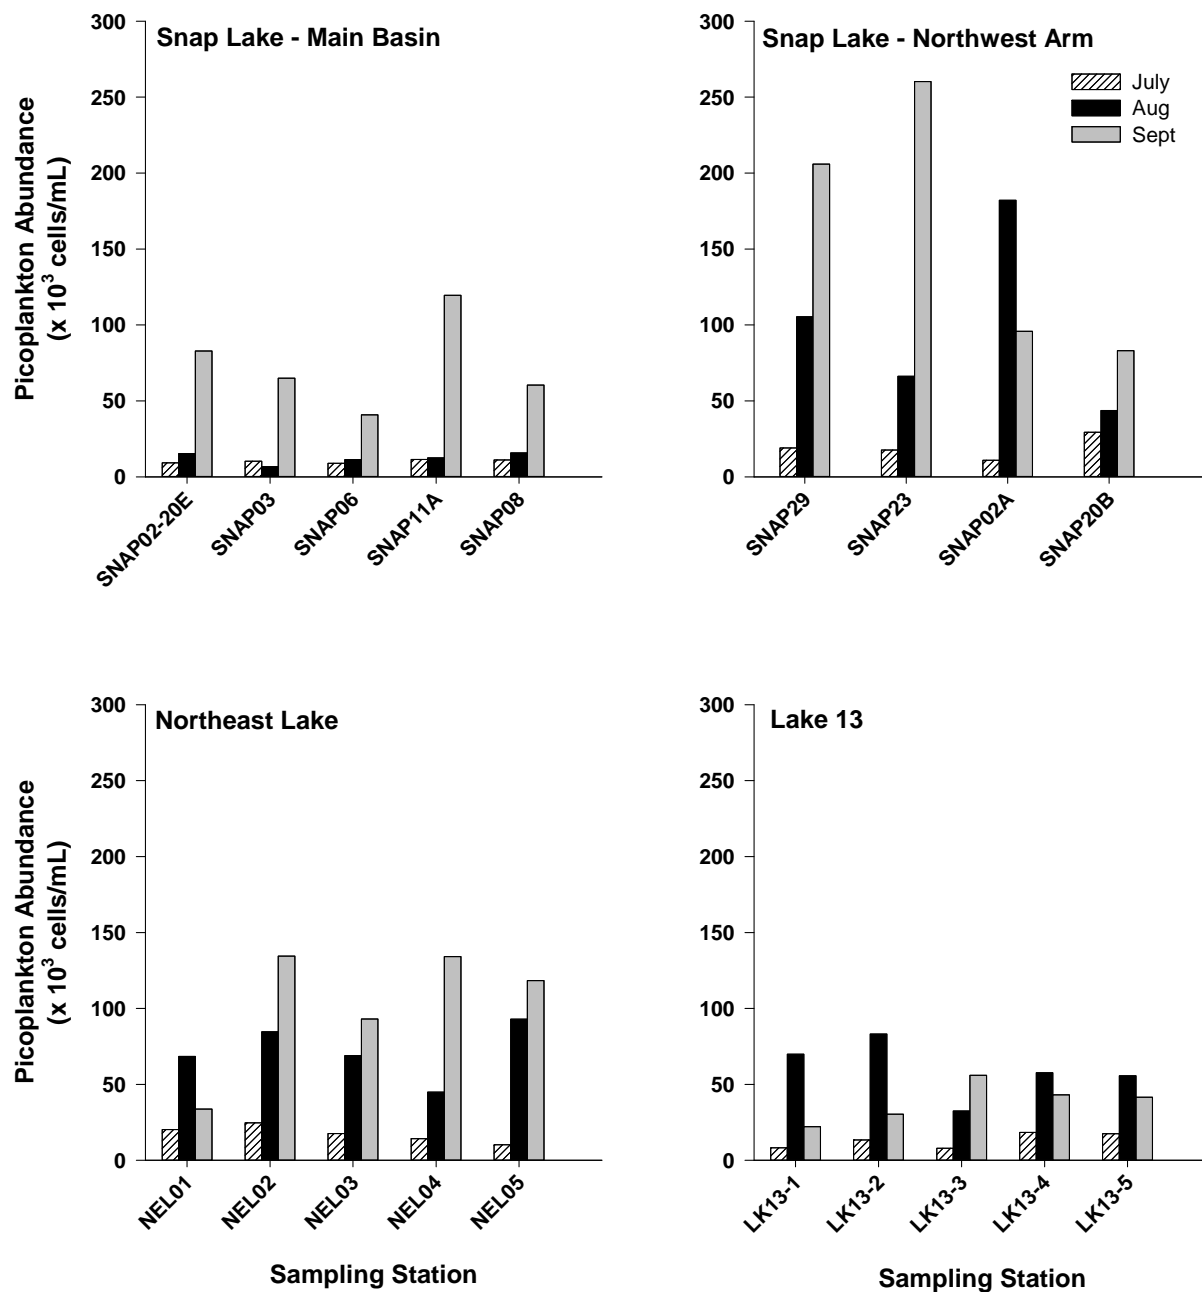 Snap Lake - Main Basin
Picoplankton Abundance
(x 10³ cells/mL)
300
250
200
150
100
50
0
SNAP02-20E
SNAP03
SNAP06
SNAP11A
SNAP08
Snap Lake - Northwest Arm
July
Aug
Sept
300
250
200
150
100
50
0
SNAP29
SNAP23
SNAP02A
SNAP20B
Northeast Lake
Picoplankton Abundance
(x 10³ cells/mL)
300
250
200
150
100
50
0
NEL01
NEL02
NEL03
NEL04
NEL05
Sampling Station
Lake 13
300
250
200
150
100
50
0
LK13-1
LK13-2
LK13-3
LK13-4
LK13-5
Sampling Station